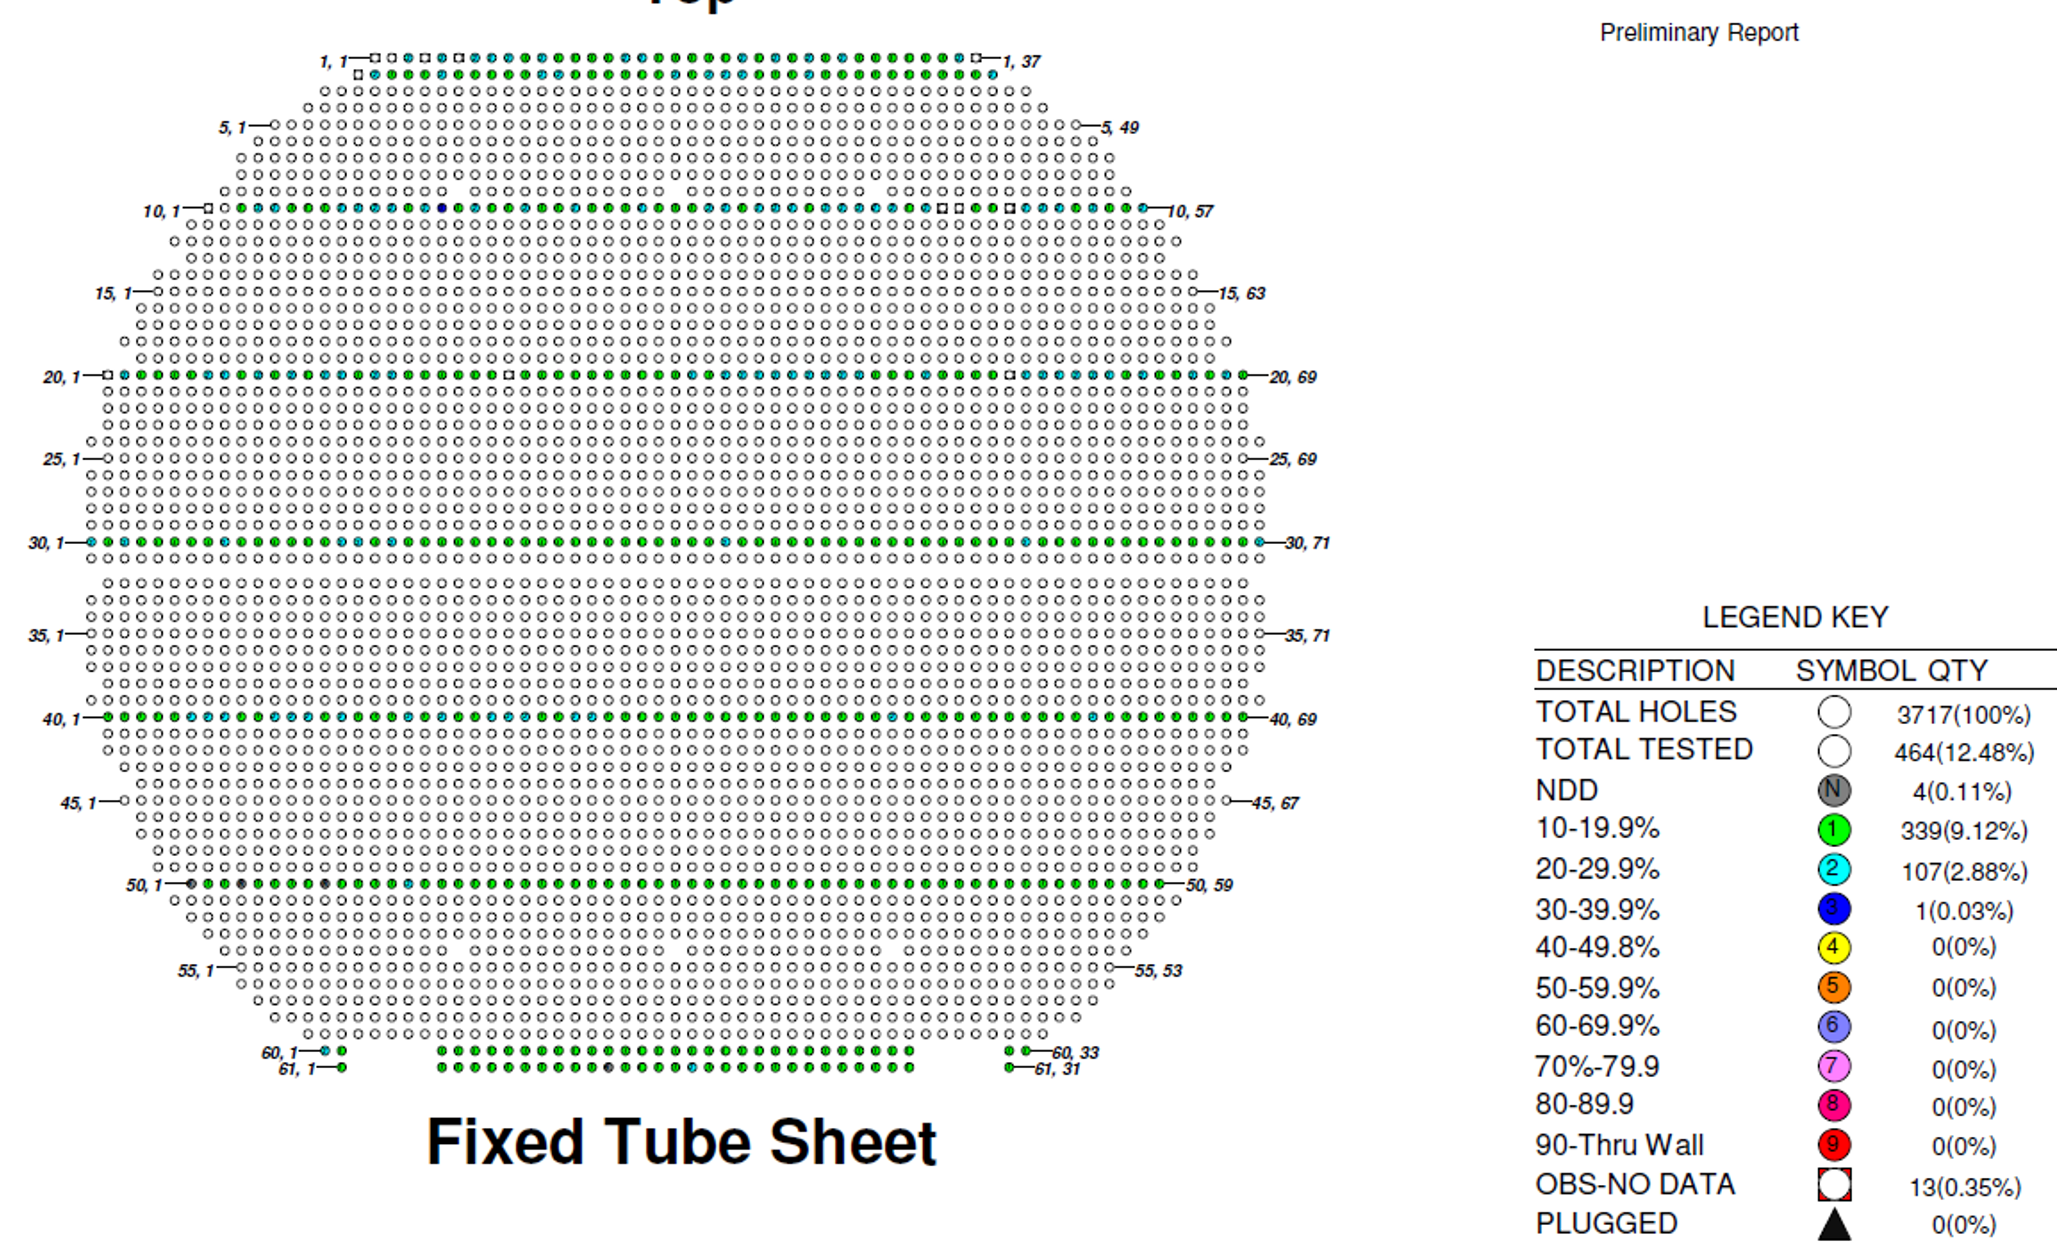 Top
Preliminary Report
1, 1
1, 37
5, 1
5, 49
10, 1
10, 57
15, 1
15, 63
20, 1
20, 69
25, 1
25, 69
30, 1
30, 71
35, 1
35, 71
40, 1
40, 69
45, 1
45, 67
50, 1
50, 59
55, 1
55, 53
60, 1
60, 33
61, 1
61, 31
Fixed Tube Sheet
LEGEND KEY
DESCRIPTION SYMBOL QTY
TOTAL HOLES 3717(100%)
TOTAL TESTED 464(12.48%)
NDD N 4(0.11%)
10-19.9% 1 339(9.12%)
20-29.9% 2 107(2.88%)
30-39.9% 3 1(0.03%)
40-49.8% 4 0(0%)
50-59.9% 5 0(0%)
60-69.9% 6 0(0%)
70%-79.9 7 0(0%)
80-89.9 8 0(0%)
90-Thru Wall 9 0(0%)
OBS-NO DATA 13(0.35%)
PLUGGED 0(0%)